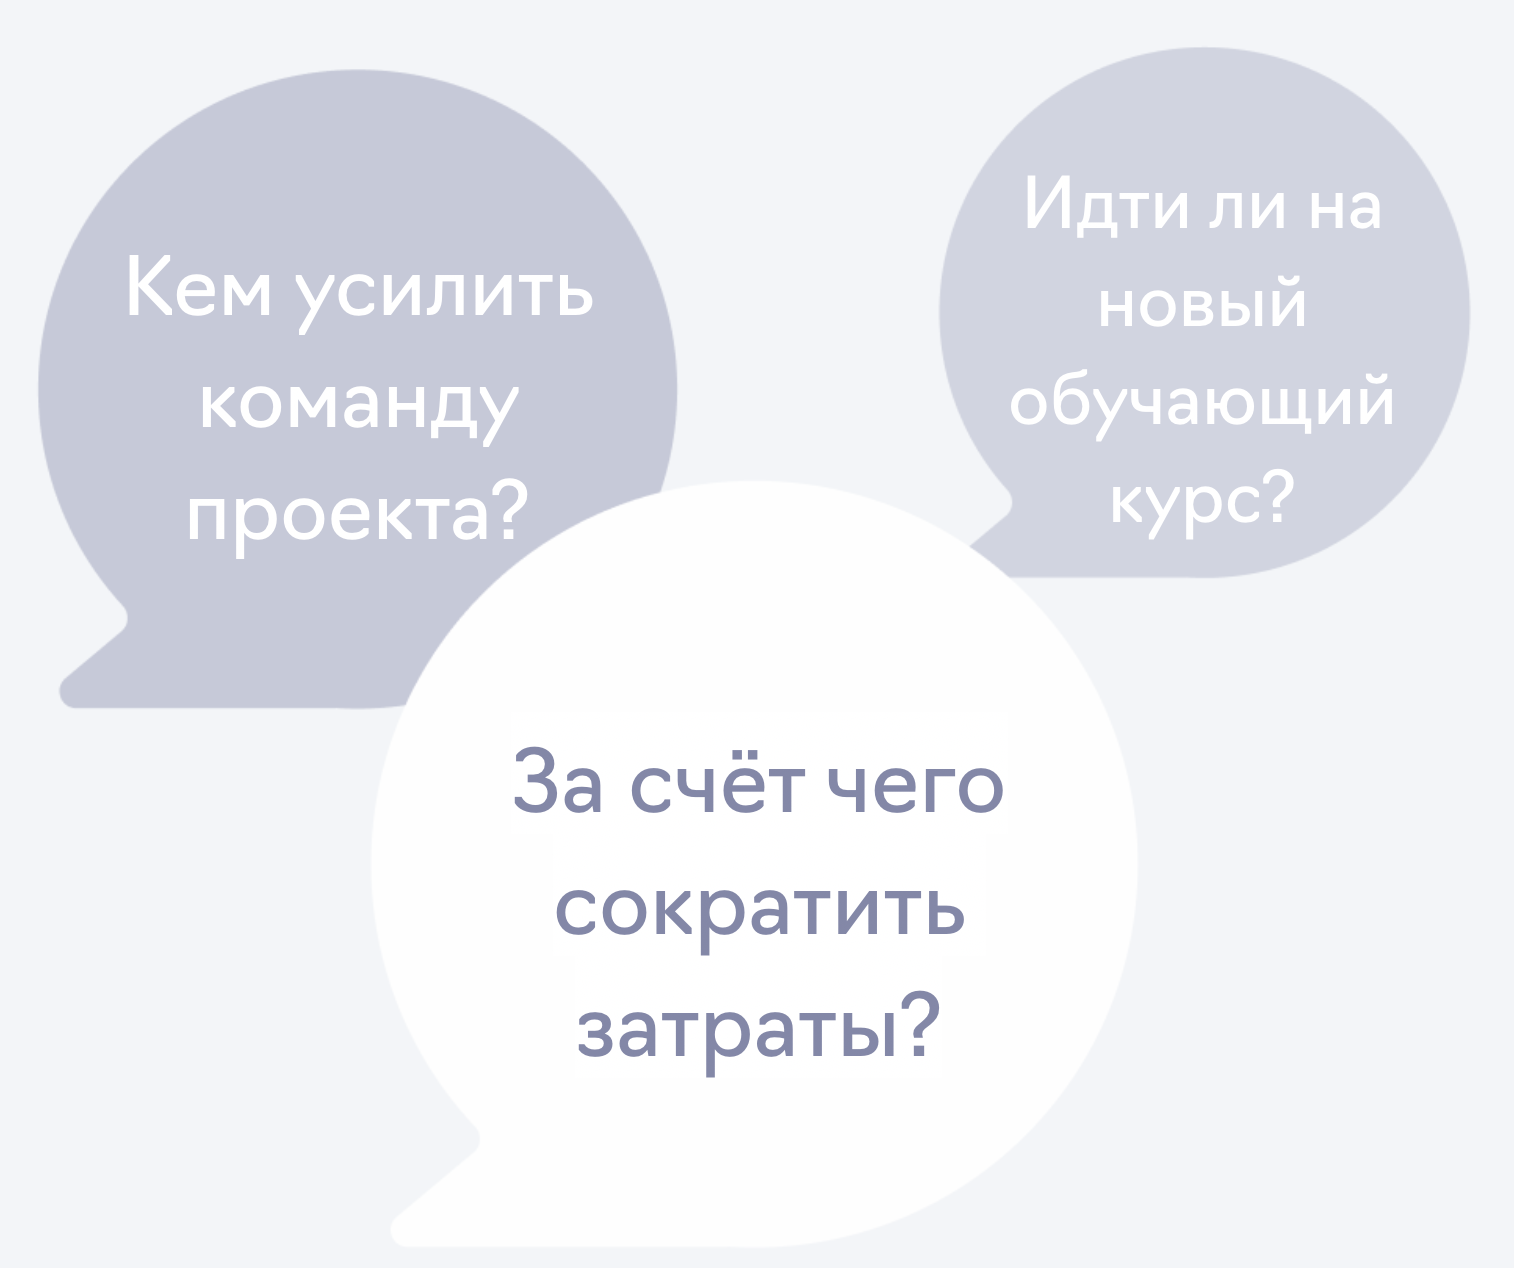 Кем усилить
команду
проекта?
Идти ли на
новый
обучающий
курс?
За счёт чего
сократить
затраты?